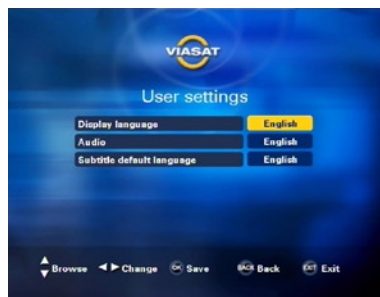 VIASAT
User settings
Display language English
Audio English
Subtitle default language English
Browse Change OK Save BACK Back EXIT Exit